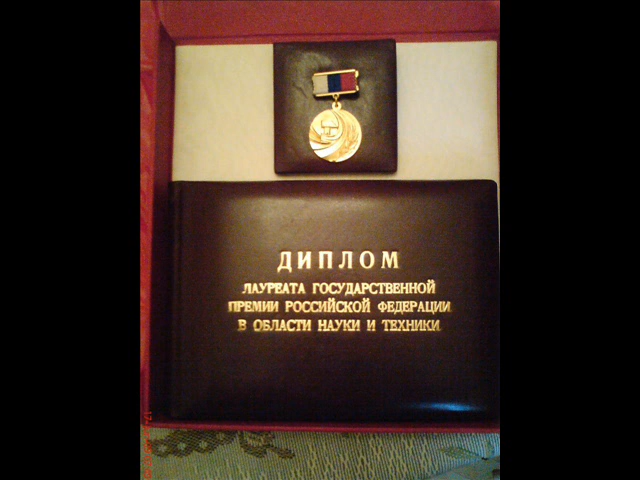 ДИПЛОМ
ЛАУРЕАТА ГОСУДАРСТВЕННОЙ
ПРЕМИИ РОССИЙСКОЙ ФЕДЕРАЦИИ
В ОБЛАСТИ НАУКИ И ТЕХНИКИ